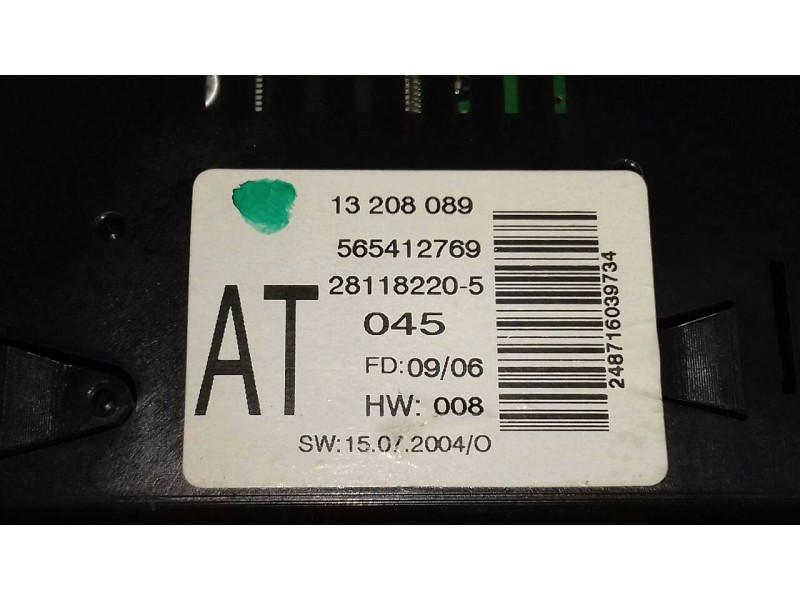 13 208 089
565412769
28118220-5
AT
045
FD: 09/06
HW: 008
SW: 15.07.2004/O
248716039734